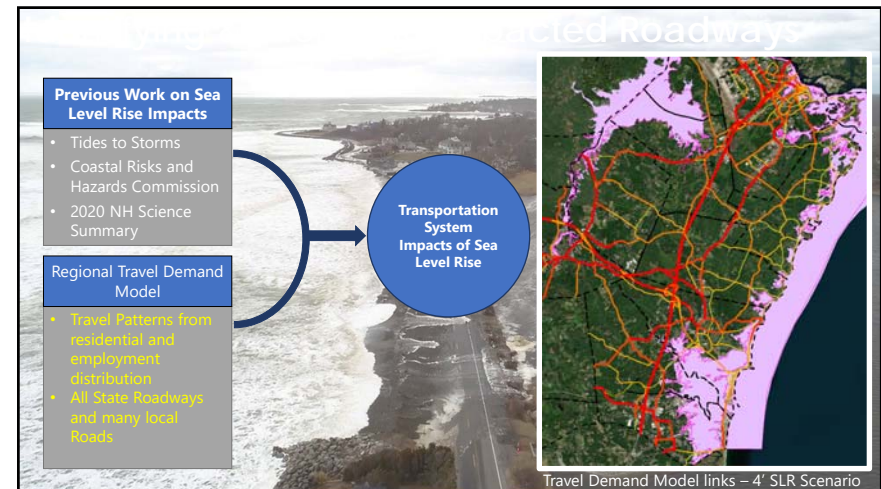 acted Roadways
Previous Work on Sea
Level Rise Impacts
• Tides to Storms
• Coastal Risks and
Hazards Commission
• 2020 NH Science
Summary
Regional Travel Demand
Model
• Travel Patterns from
residential and
employment
distribution
• All State Roadways
and many local
Roads
Transportation
System
Impacts of Sea
Level Rise
Travel Demand Model links – 4’ SLR Scenario